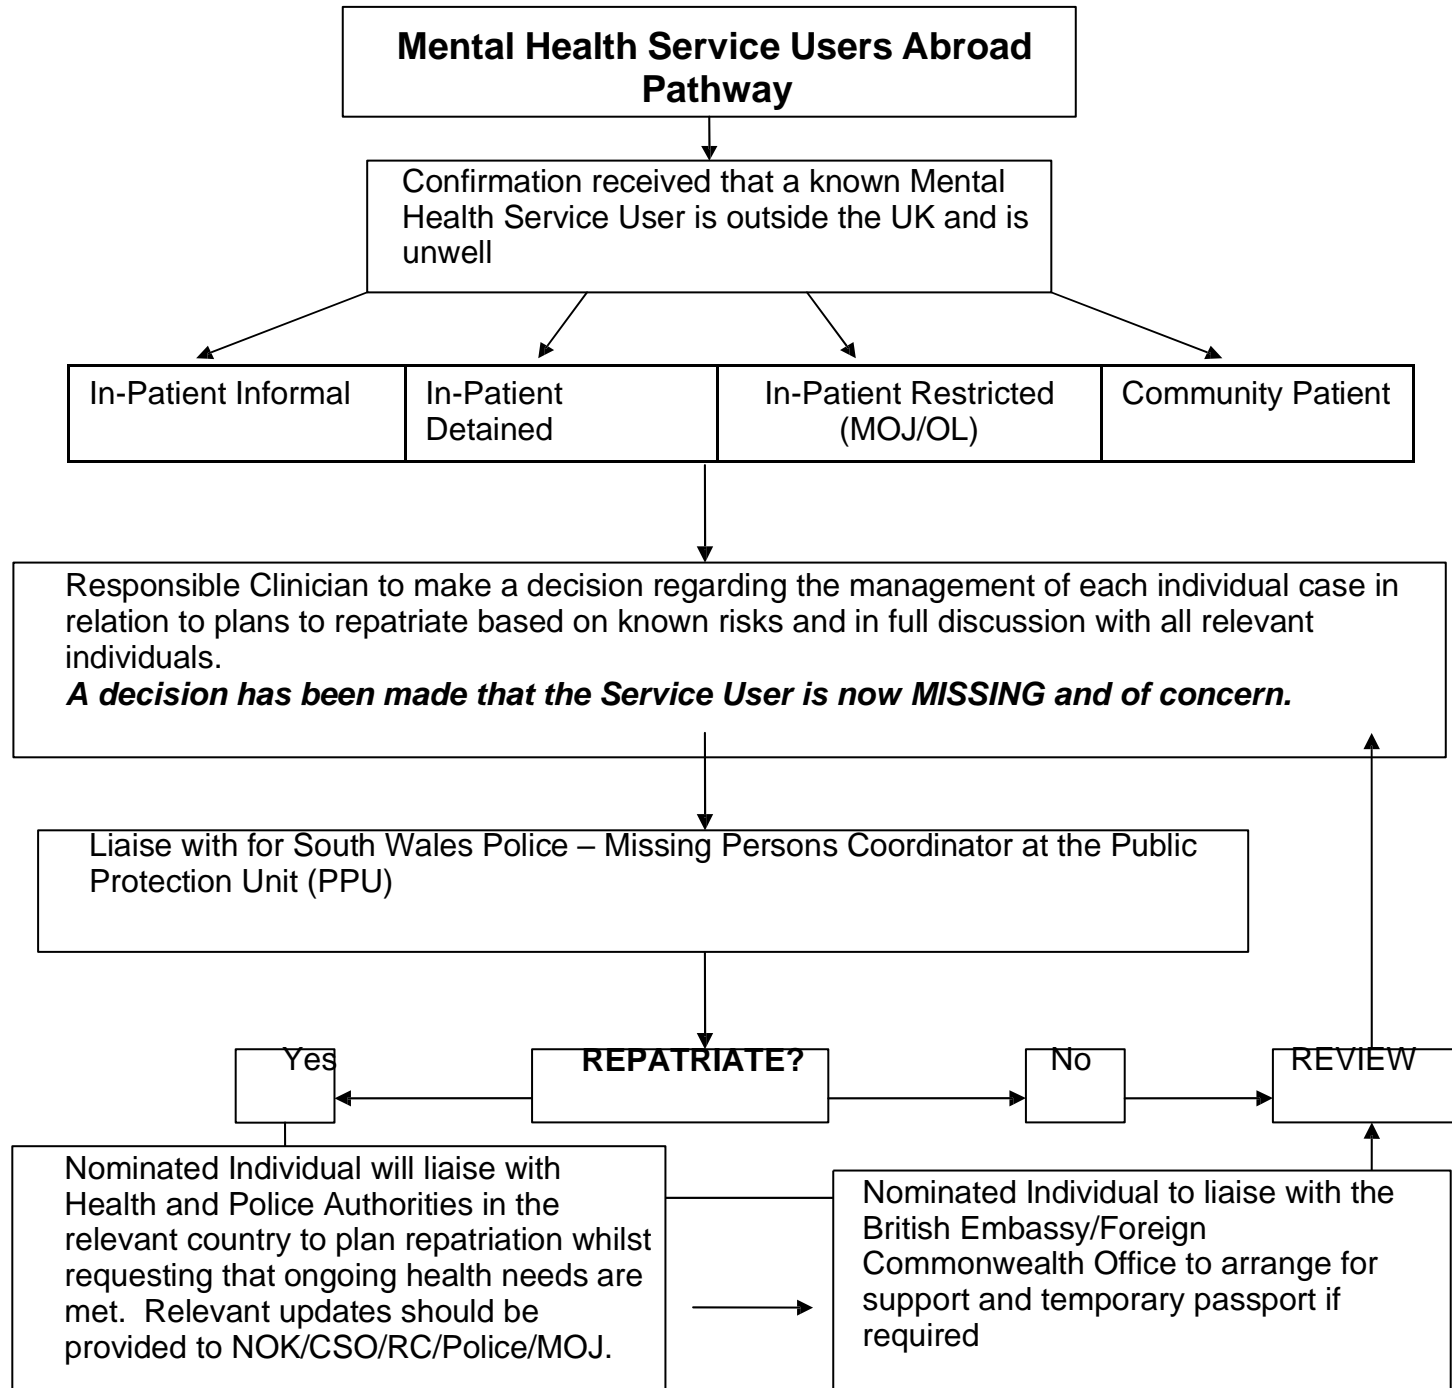 Mental Health Service Users Abroad
Pathway
Confirmation received that a known Mental
Health Service User is outside the UK and is
unwell
In-Patient Informal
In-Patient
Detained
In-Patient Restricted
(MOJ/OL)
Community Patient
Responsible Clinician to make a decision regarding the management of each individual case in
relation to plans to repatriate based on known risks and in full discussion with all relevant
individuals.
A decision has been made that the Service User is now MISSING and of concern.
Liaise with for South Wales Police – Missing Persons Coordinator at the Public
Protection Unit (PPU)
Yes
REPATRIATE?
No
REVIEW
Nominated Individual will liaise with
Health and Police Authorities in the
relevant country to plan repatriation whilst
requesting that ongoing health needs are
met.  Relevant updates should be
provided to NOK/CSO/RC/Police/MOJ.
Nominated Individual to liaise with the
British Embassy/Foreign
Commonwealth Office to arrange for
support and temporary passport if
required